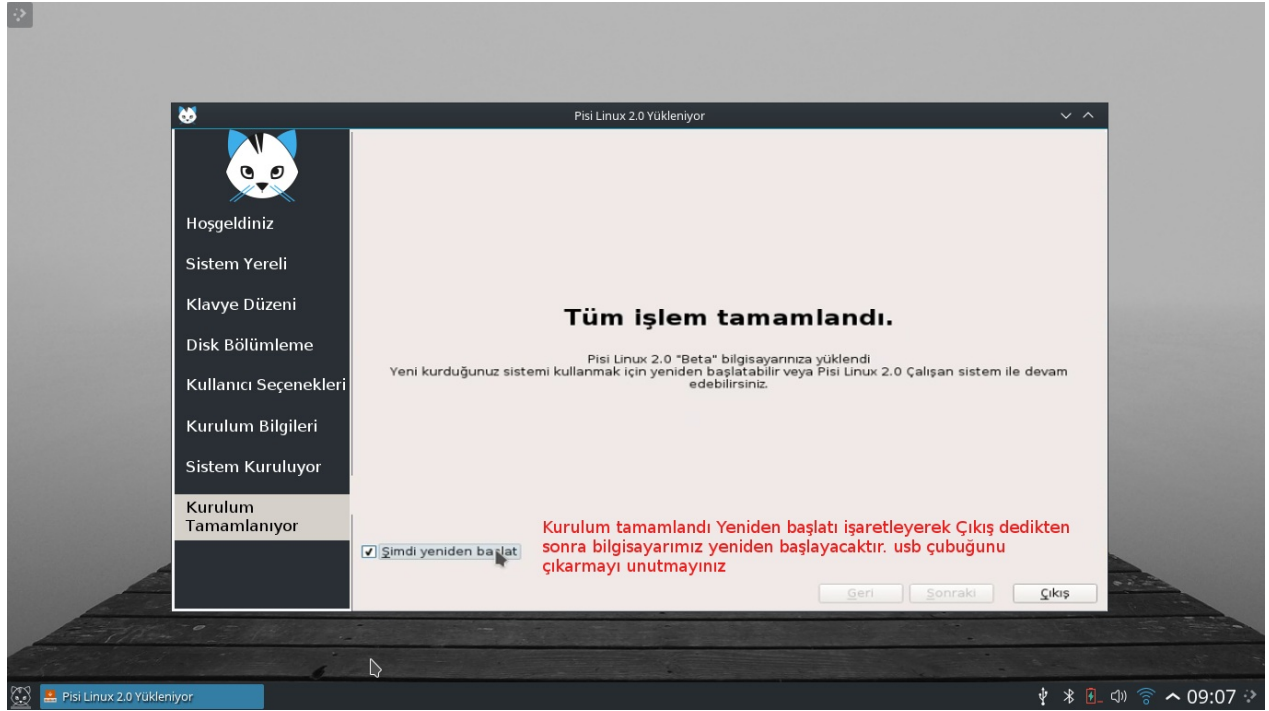 Pisi Linux 2.0 Yükleniyor
Hoşgeldiniz
Sistem Yereli
Klavye Düzeni
Disk Bölümleme
Kullanıcı Seçenekleri
Kurulum Bilgileri
Sistem Kuruluyor
Kurulum
Tamamlanıyor
Tüm işlem tamamlandı.
Pisi Linux 2.0 "Beta" bilgisayarınıza yüklendi
Yeni kurduğunuz sistemi kullanmak için yeniden başlatabilir veya Pisi Linux 2.0 Çalışan sistem ile devam
edebilirsiniz.
Şimdi yeniden başlat
Kurulum tamamlandı Yeniden başlatı işaretleyerek Çıkış dedikten
sonra bilgisayarımız yeniden başlayacaktır. usb çubuğunu
çıkarmayı unutmayınız
Geri
Sonraki
Çıkış
Pisi Linux 2.0 Yükleniyor
09:07